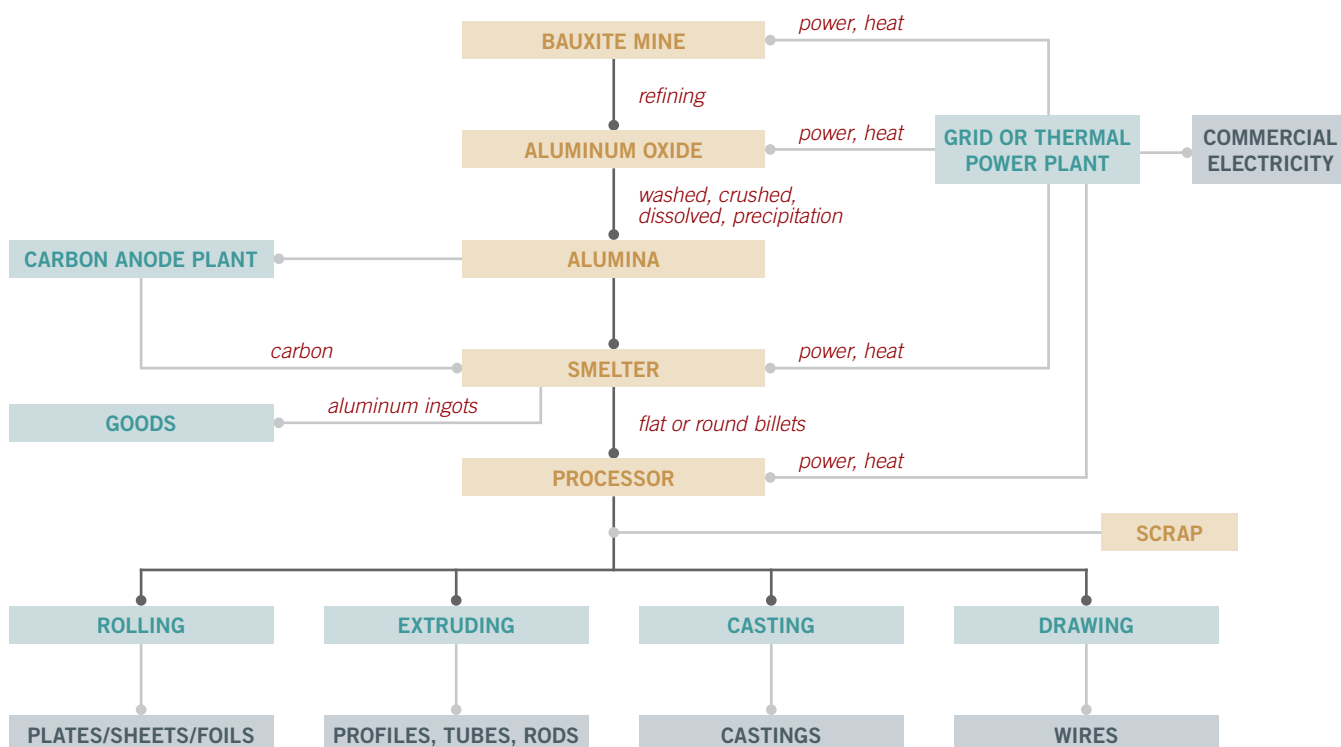 power, heat
BAUXITE MINE
refining
power, heat
ALUMINUM OXIDE
GRID OR THERMAL
POWER PLANT
COMMERCIAL
ELECTRICITY
washed, crushed,
dissolved, precipitation
CARBON ANODE PLANT
ALUMINA
carbon
power, heat
SMELTER
aluminum ingots
GOODS
flat or round billets
power, heat
PROCESSOR
SCRAP
ROLLING
EXTRUDING
CASTING
DRAWING
PLATES/SHEETS/FOILS
PROFILES, TUBES, RODS
CASTINGS
WIRES